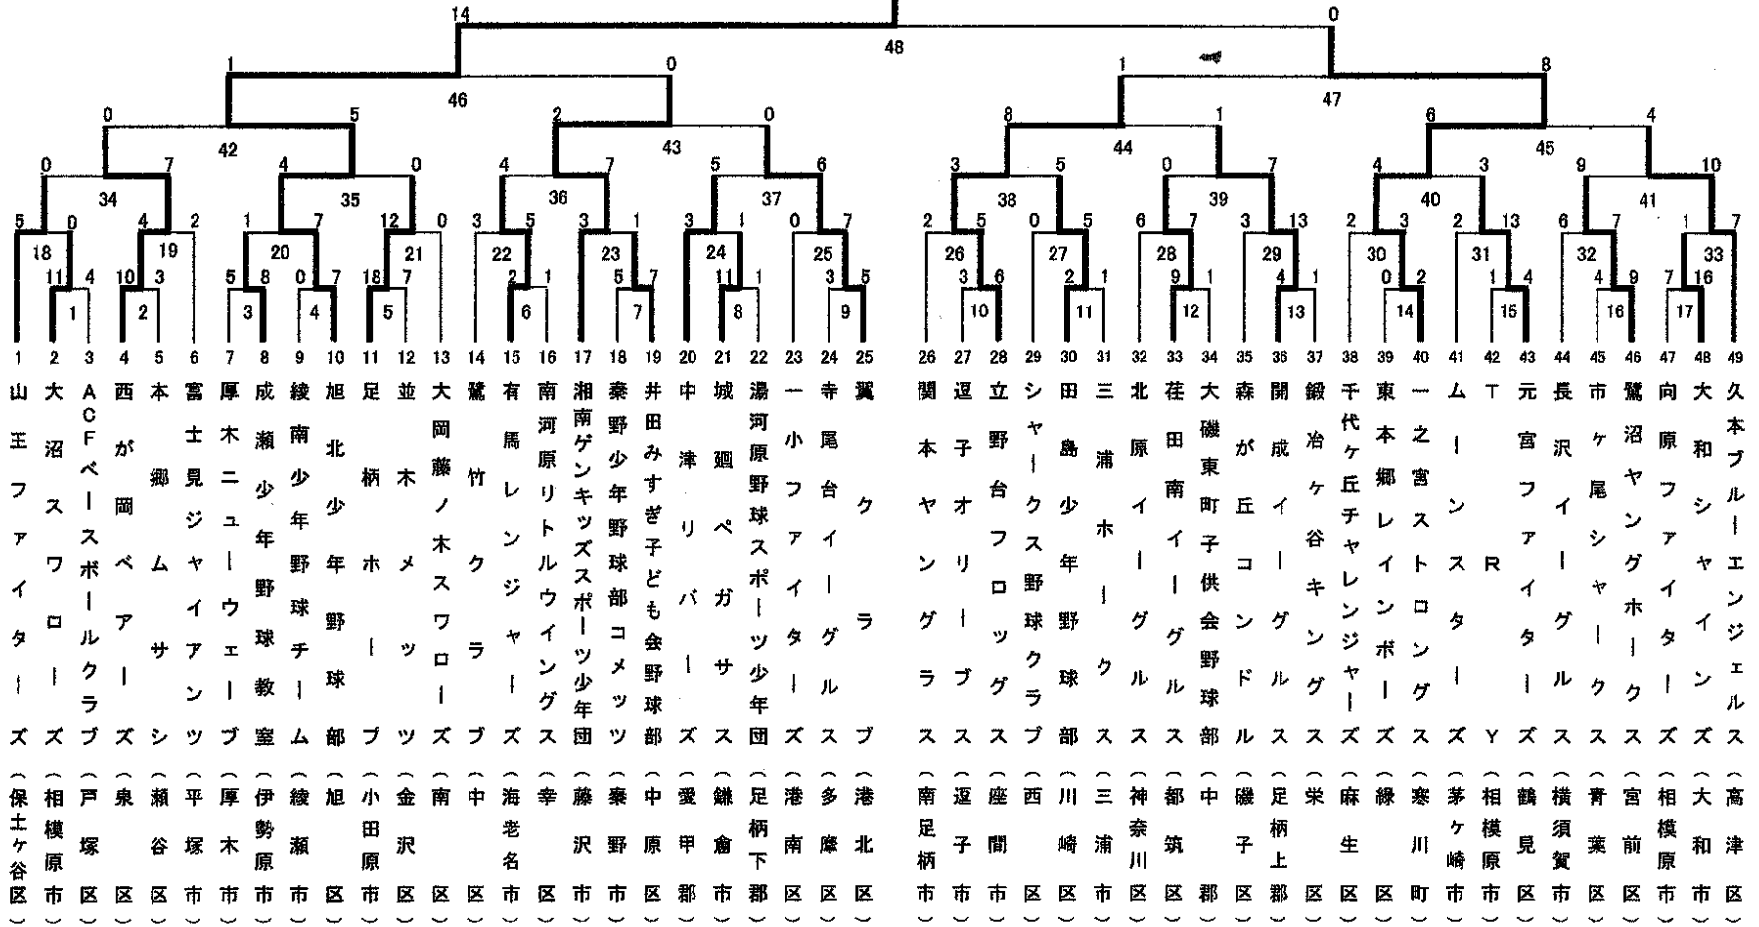 14 0
48
1 0 1 8
46 47
0 5 2 0 8 1 6 4
42 43 44 45
0 7 4 0 4 7 5 6 3 5 0 7 4 3 9 10
34 35 36 37 38 39 40 41
5 0 4 2 1 7 12 0 3 5 3 1 3 1 0 7 2 5 0 5 6 7 3 13 2 3 2 13 6 7 1 7
18 19 20 21 22 23 24 25 26 27 28 29 30 31 32 33
11 4 10 3 5 8 0 7 18 7 2 1 5 7 11 1 3 5 3 6 2 1 9 1 4 1 0 2 1 4 4 9 7 16
1 2 3 4 5 6 7 8 9 10 11 12 13 14 15 16 17
1 山王ファイターズ（保土ヶ谷区）
2 大沼スワローズ（相模原市）
3 ACFベースボールクラブ（戸塚区）
4 西が岡ベアーズ（泉区）
5 本郷ムサシ（瀬谷区）
6 富士見ジャイアンツ（平塚市）
7 厚木ニューウェーブ（厚木市）
8 成瀬少年野球教室（伊勢原市）
9 綾南少年野球チーム（綾瀬市）
10 旭北少年野球部（旭区）
11 足柄ホープ（小田原市）
12 並木メッツ（金沢区）
13 大岡藤ノ木スワローズ（南区）
14 鷺竹クラブ（中区）
15 有馬レンジャーズ（海老名市）
16 南河原リトルウイングス（幸区）
17 湘南ゲンキッズスポーツ少年団（藤沢市）
18 秦野少年野球部コメッツ（秦野市）
19 井田みすぎ子ども会野球部（中原区）
20 中津リバーズ（愛甲郡）
21 城廻ペガサス（鎌倉市）
22 湯河原野球スポーツ少年団（足柄下郡）
23 一小ファイターズ（港南区）
24 寺尾台イーグルス（多摩区）
25 翼クラブ（港北区）
26 関本ヤングラス（南足柄市）
27 逗子オリーブス（逗子市）
28 立野台フロッグス（座間市）
29 シャークス野球クラブ（西区）
30 田島少年野球部（川崎区）
31 三浦ホークス（三浦市）
32 北原イーグルス（神奈川区）
33 荏田南イーグルス（都筑区）
34 大磯東町子供会野球部（中郡）
35 森が丘コンドル（磯子区）
36 開成イーグルス（足柄上郡）
37 鍛冶ヶ谷キングス（栄区）
38 千代ヶ丘チャレンジャーズ（麻生区）
39 東本郷レインボーズ（緑区）
40 一之宮ストロングス（寒川町）
41 ムーンスターズ（茅ヶ崎市）
42 TRY（相模原市）
43 元宮ファイターズ（鶴見区）
44 長沢イーグルス（横須賀市）
45 市ヶ尾シャークス（青葉区）
46 鷺沼ヤングホークス（宮前区）
47 向原ファイターズ（相模原市）
48 大和シャインズ（大和市）
49 久本ブルーエンジェルス（高津区）